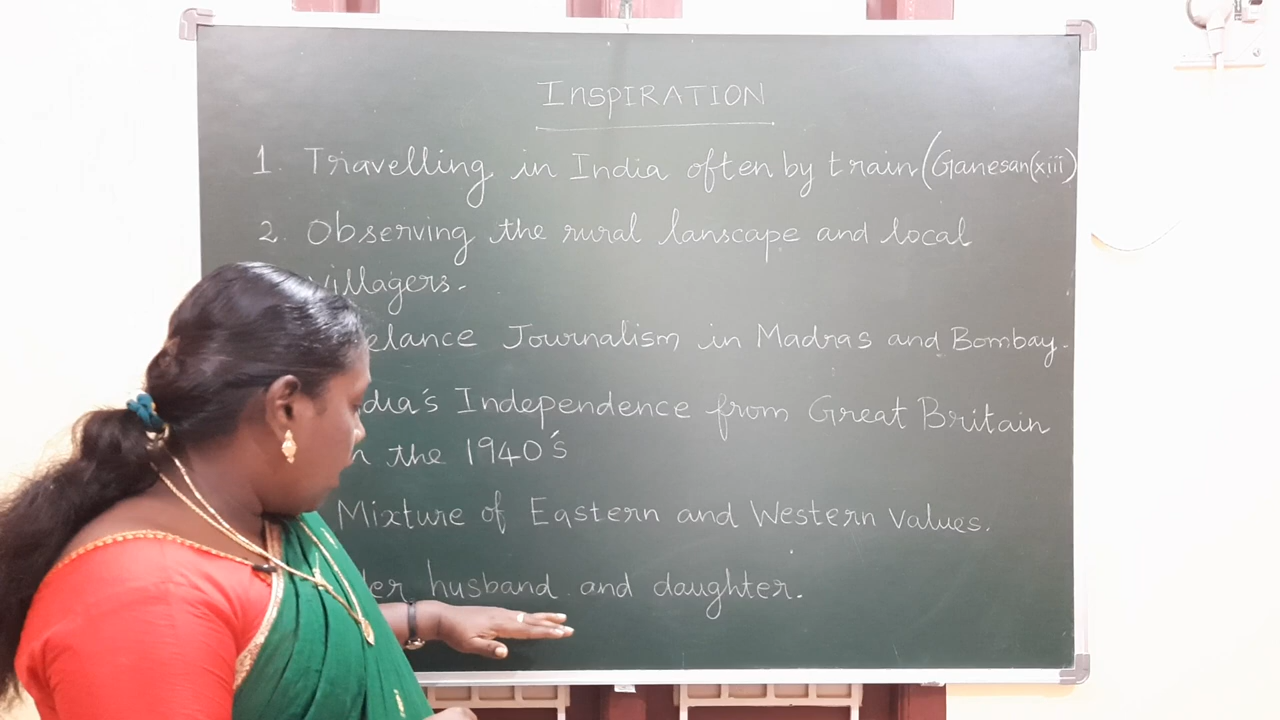 INSPIRATION
1. Travelling in India often by train (Ganesan(xiii)
2. Observing the rural lanscape and local
villagers.
elance Journalism in Madras and Bombay.
dia's Independence from Great Britain
the 1940's
Mixture of Eastern and Western Values.
er husband and daughter.